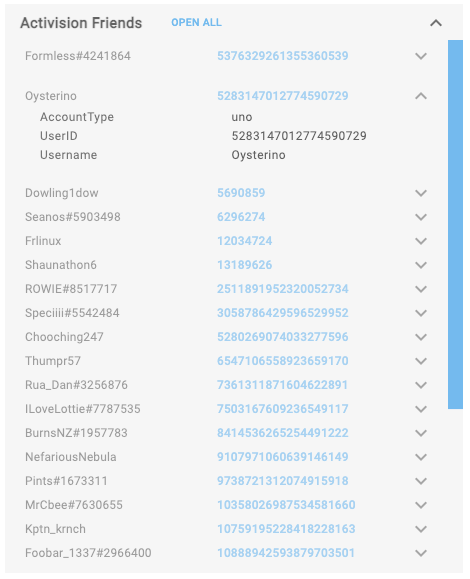 Activision Friends OPEN ALL
Formless#4241864 5376329261355360539
Oysterino 5283147012774590729
AccountType uno
UserID 5283147012774590729
Username Oysterino
Dowling1dow 5690859
Seanos#5903498 6296274
Frlinux 12034724
Shaunathon6 13189626
ROWIE#8517717 2511891952320052734
Speciiii#5542484 3058786429596529952
Chooching247 5280269074033277596
Thumpr57 6547106558923659170
Rua_Dan#3256876 7361311871604622891
ILoveLottie#7787535 7503167609236549117
BurnsNZ#1957783 8414536265254491222
NefariousNebula 9107971060639146149
Pints#1673311 9738721312074915918
MrCbee#7630655 10358026987534581660
Kptn_krnch 10759195228418228163
Foobar_1337#2966400 10888942593879703501